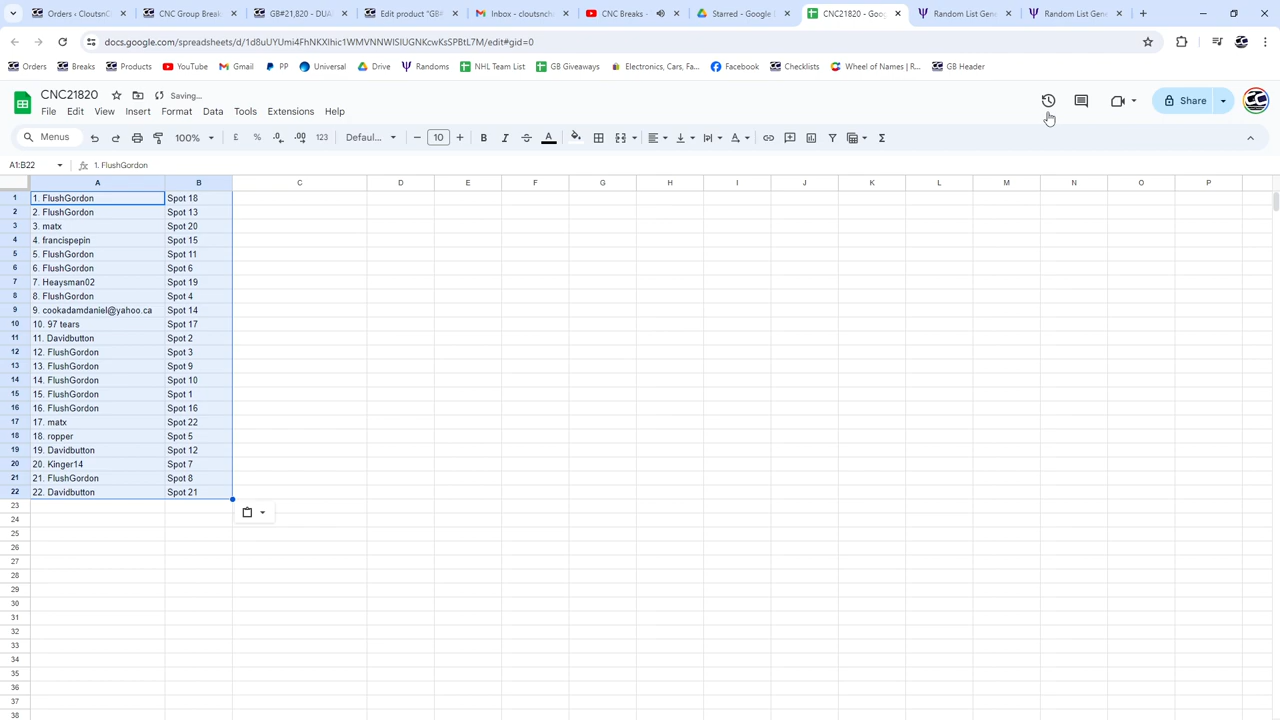 Orders ‹ CloutsnC
CNC Group Break
GB#21,820 - DUA
Edit product "GB
Inbox - cloutsnch
CNC Breaks -
Starred - Google
CNC21820 - Goog
Random List Gene
Random List Gene
docs.google.com/spreadsheets/d/
/edit#gid=0
Orders
Breaks
Products
YouTube
Gmail
PP
Universal
Drive
Randoms
NHL Team List
GB Giveaways
Electronics, Cars, Fa...
Facebook
Checklists
Wheel of Names | R...
GB Header
CNC21820
Saving...
File Edit View Insert Format Data Tools Extensions Help
Share
Menus
100%
£ % .0 .00 123
Defaul...
10
B I
A1:B22
1. FlushGordon
A B C D E F G H I J K L M N O P
1 1. FlushGordon Spot 18
2 2. FlushGordon Spot 13
3 3. matx Spot 20
4 4. francispepin Spot 15
5 5. FlushGordon Spot 11
6 6. FlushGordon Spot 6
7 7. Heaysman02 Spot 19
8 8. FlushGordon Spot 4
9 9. cookadamdaniel@yahoo.ca Spot 14
10 10. 97 tears Spot 17
11 11. Davidbutton Spot 2
12 12. FlushGordon Spot 3
13 13. FlushGordon Spot 9
14 14. FlushGordon Spot 10
15 15. FlushGordon Spot 1
16 16. FlushGordon Spot 16
17 17. matx Spot 22
18 18. ropper Spot 5
19 19. Davidbutton Spot 12
20 20. Kinger14 Spot 7
21 21. FlushGordon Spot 8
22 22. Davidbutton Spot 21
23
24
25
26
27
28
29
30
31
32
33
34
35
36
37
38